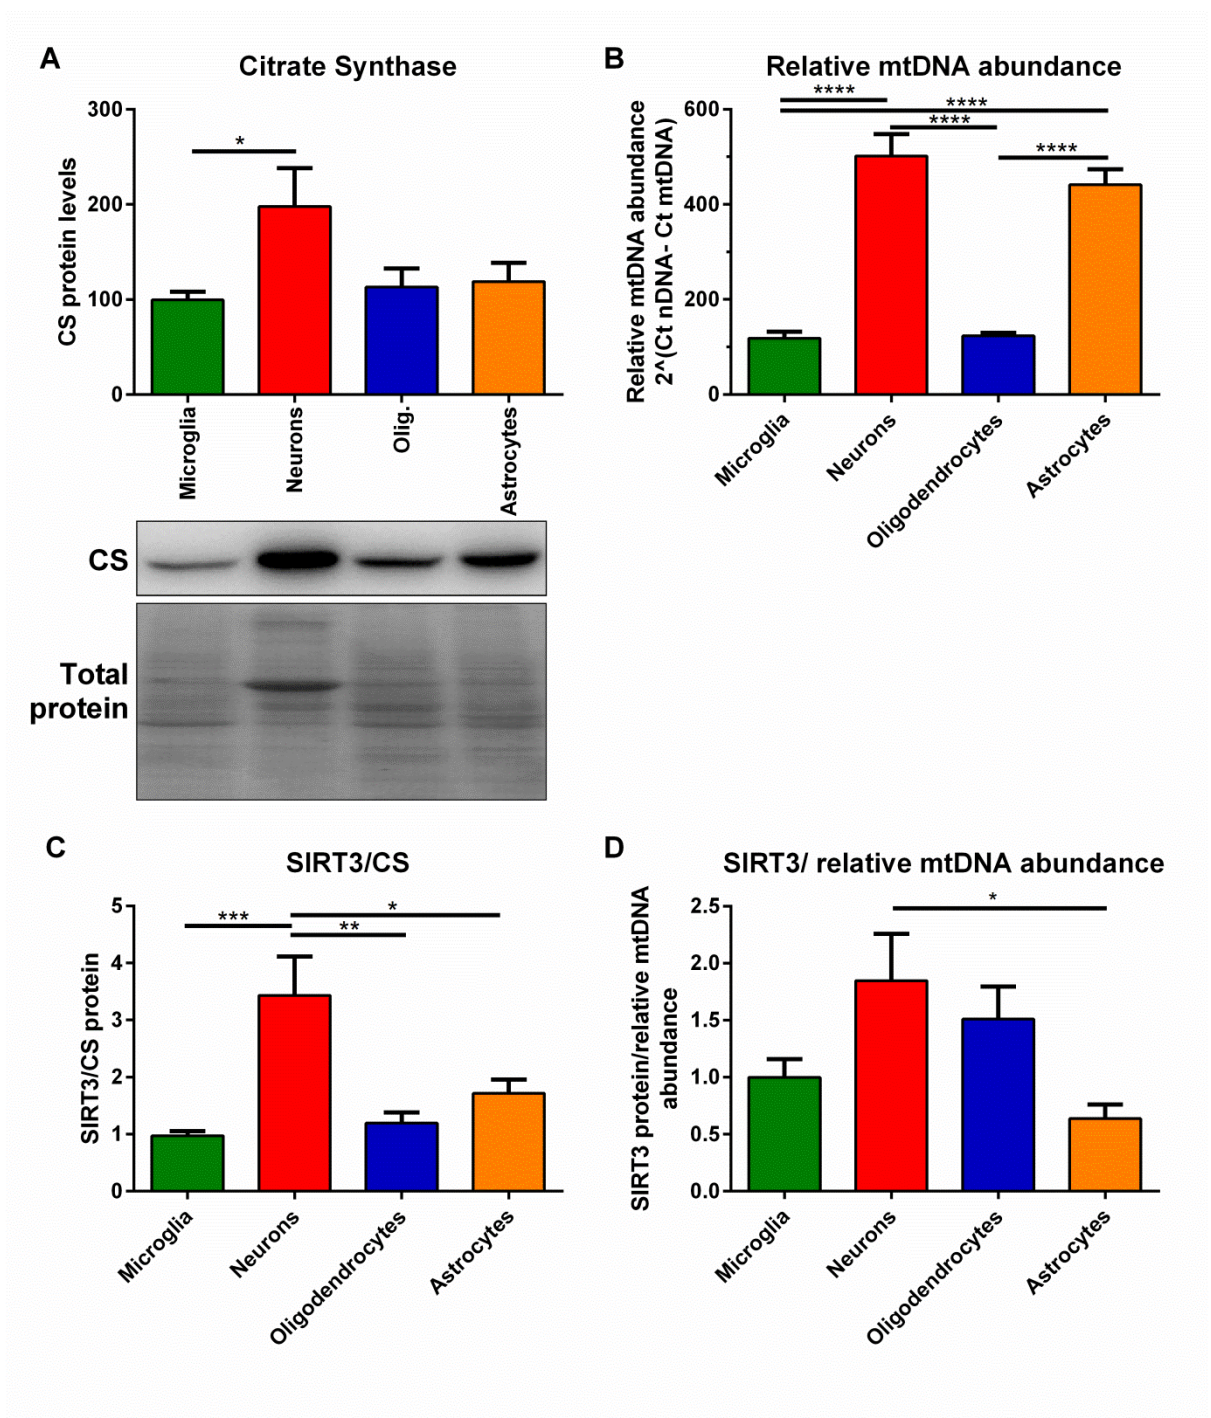 A
Citrate Synthase
CS protein levels
300
200
100
0
*
Microglia
Neurons
Olig.
Astrocytes
CS
Total
protein
B
Relative mtDNA abundance
Relative mtDNA abundance
2^(Ct nDNA- Ct mtDNA)
600
400
200
0
****
****
****
****
Microglia
Neurons
Oligodendrocytes
Astrocytes
C
SIRT3/CS
SIRT3/CS protein
5
4
3
2
1
0
***
*
**
Microglia
Neurons
Oligodendrocytes
Astrocytes
D
SIRT3/ relative mtDNA abundance
SIRT3 protein/relative mtDNA
abundance
2.5
2.0
1.5
1.0
0.5
0.0
*
Microglia
Neurons
Oligodendrocytes
Astrocytes